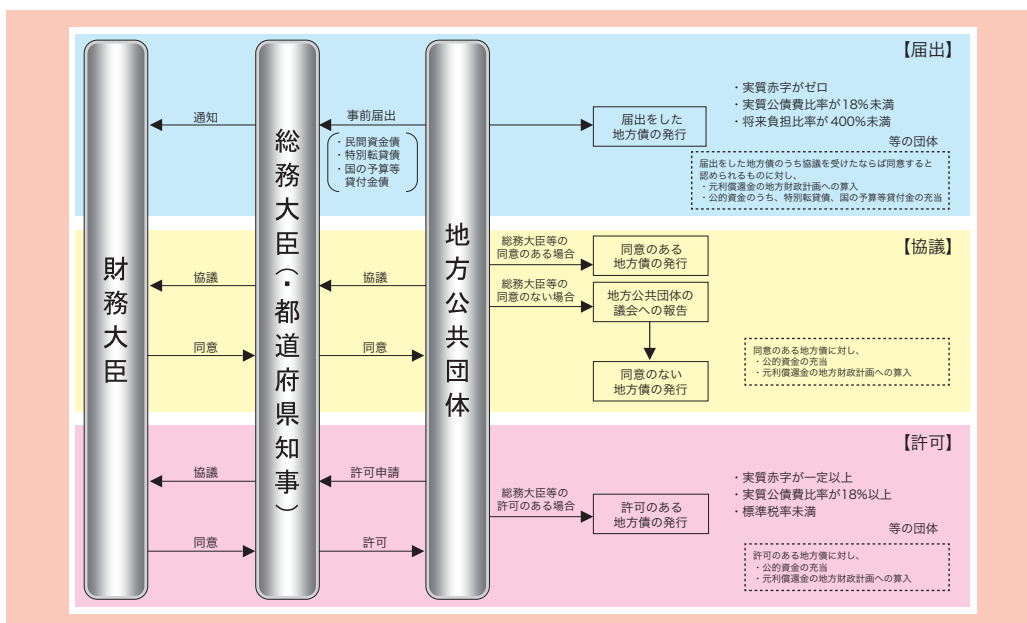 財務大臣
総務大臣（・都道府県知事）
地方公共団体
【届出】
通知
事前届出
・民間資金債
・特別転貸債
・国の予算等
貸付金債
届出をした
地方債の発行
・実質赤字がゼロ
・実質公債費比率が18%未満
・将来負担比率が400%未満
等の団体
届出をした地方債のうち協議を受けたならば同意すると
認められるものに対し、
・元利償還金の地方財政計画への算入
・公的資金のうち、特別転貸債、国の予算等貸付金の充当
【協議】
協議
協議
同意
同意
総務大臣等の
同意のある場合
同意のある
地方債の発行
総務大臣等の
同意のない場合
地方公共団体の
議会への報告
同意のない
地方債の発行
同意のある地方債に対し、
・公的資金の充当
・元利償還金の地方財政計画への算入
【許可】
協議
許可申請
同意
許可
総務大臣等の
許可のある場合
許可のある
地方債の発行
・実質赤字が一定以上
・実質公債費比率が18%以上
・標準税率未満
等の団体
許可のある地方債に対し、
・公的資金の充当
・元利償還金の地方財政計画への算入